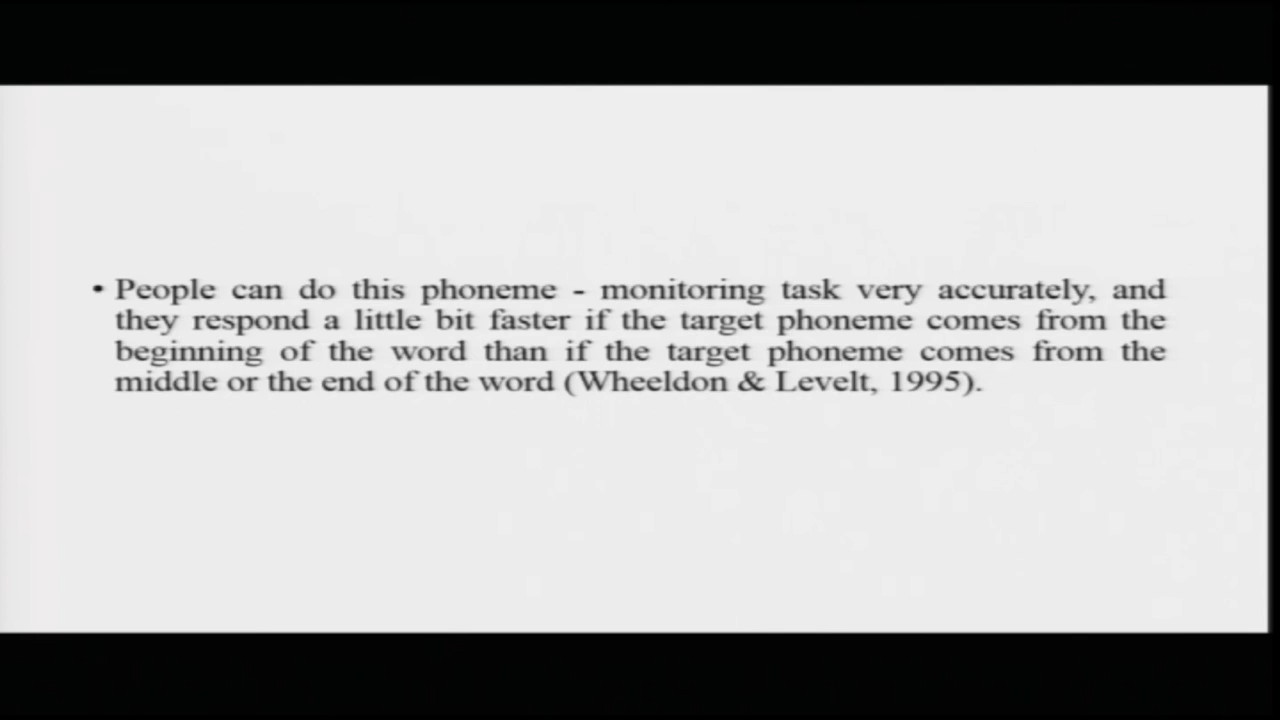 • People can do this phoneme - monitoring task very accurately, and
they respond a little bit faster if the target phoneme comes from the
beginning of the word than if the target phoneme comes from the
middle or the end of the word (Wheeldon & Levelt, 1995).